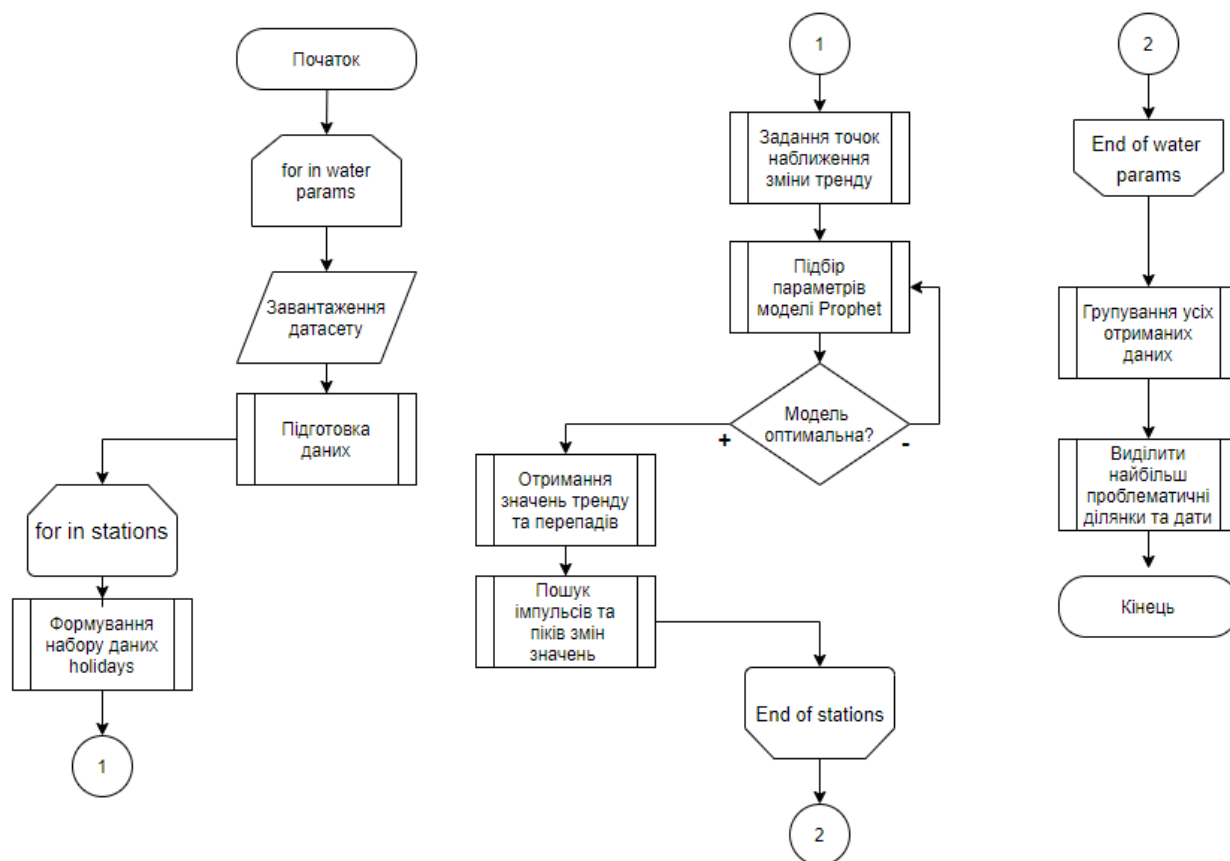 Початок
for in water
params
Завантаження
датасету
Підготовка
даних
for in stations
Формування
набору даних
holidays
1
1
Задання точок
наближення
зміни тренду
Підбір
параметрів
моделі Prophet
Модель
оптимальна?
+
-
Отримання
значень тренду
та перепадів
Пошук
імпульсів та
піків змін
значень
End of stations
2
2
End of water
params
Групування усіх
отриманих
даних
Виділити
найбільш
проблематичні
ділянки та дати
Кінець